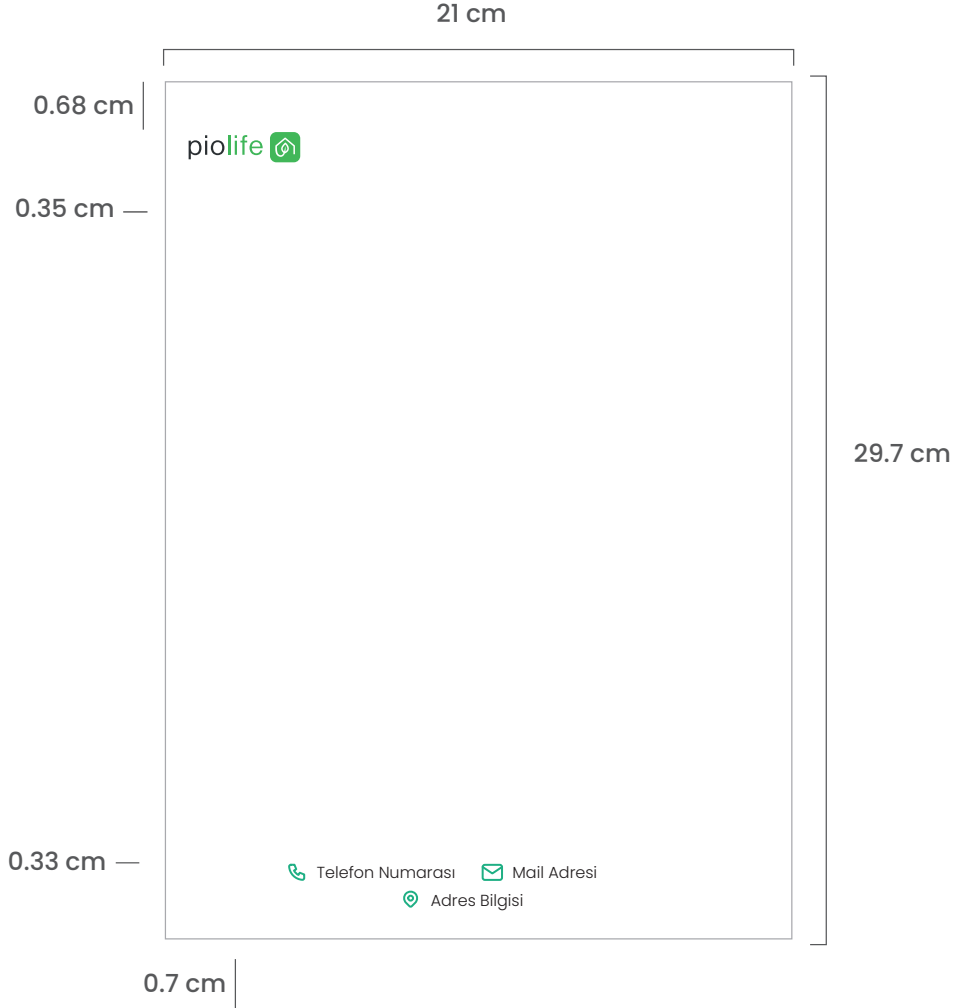 21 cm
0.68 cm
piolife
0.35 cm
29.7 cm
0.33 cm
Telefon Numarası Mail Adresi
Adres Bilgisi
0.7 cm